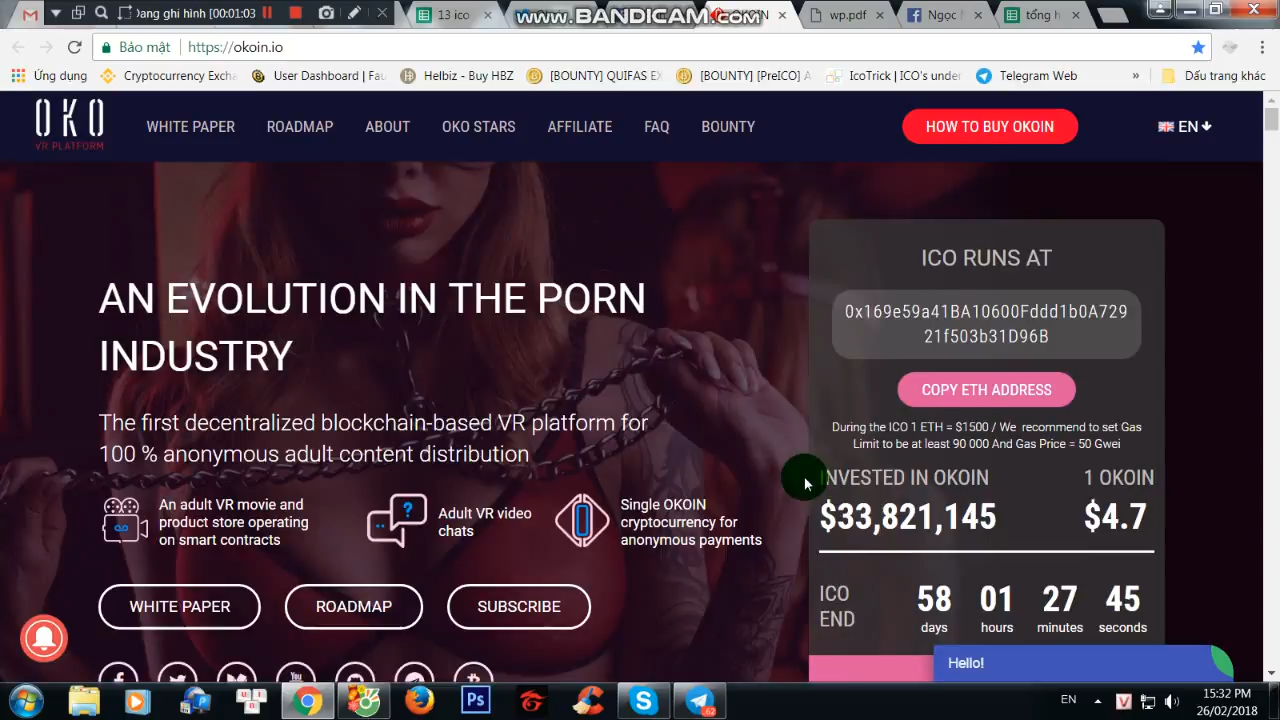 Đang ghi hình [00:01:03]
13 ico
www.BANDICAM.com
OKOIN
wp.pdf
Ngọc N
tổng h
Bảo mật
https://okoin.io
Ứng dụng
Cryptocurrency Excha
User Dashboard | Fau
Helbiz - Buy HBZ
[BOUNTY] QUIFAS EX
[BOUNTY] [PreICO] A
IcoTrick | ICO's under
Telegram Web
»
Dấu trang khác
OKO
VR PLATFORM
WHITE PAPER
ROADMAP
ABOUT
OKO STARS
AFFILIATE
FAQ
BOUNTY
HOW TO BUY OKOIN
EN
AN EVOLUTION IN THE PORN
INDUSTRY
The first decentralized blockchain-based VR platform for
100 % anonymous adult content distribution
An adult VR movie and
product store operating
on smart contracts
Adult VR video
chats
Single OKOIN
cryptocurrency for
anonymous payments
WHITE PAPER
ROADMAP
SUBSCRIBE
ICO RUNS AT
0x169e59a41BA10600Fddd1b0A729
21f503b31D96B
COPY ETH ADDRESS
During the ICO 1 ETH = $1500 / We recommend to set Gas
Limit to be at least 90 000 And Gas Price = 50 Gwei
INVESTED IN OKOIN
1 OKOIN
$33,821,145
$4.7
ICO
END
58
01
27
45
days
hours
minutes
seconds
Hello!
Ps
62
EN
V
15:32 PM
26/02/2018